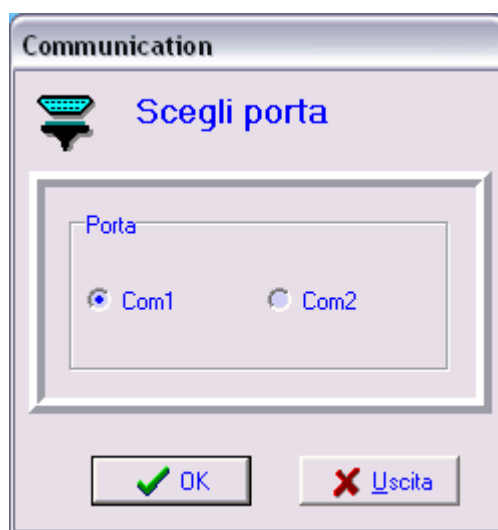 Communication
Scegli porta
Porta
Com1 Com2
OK Uscita